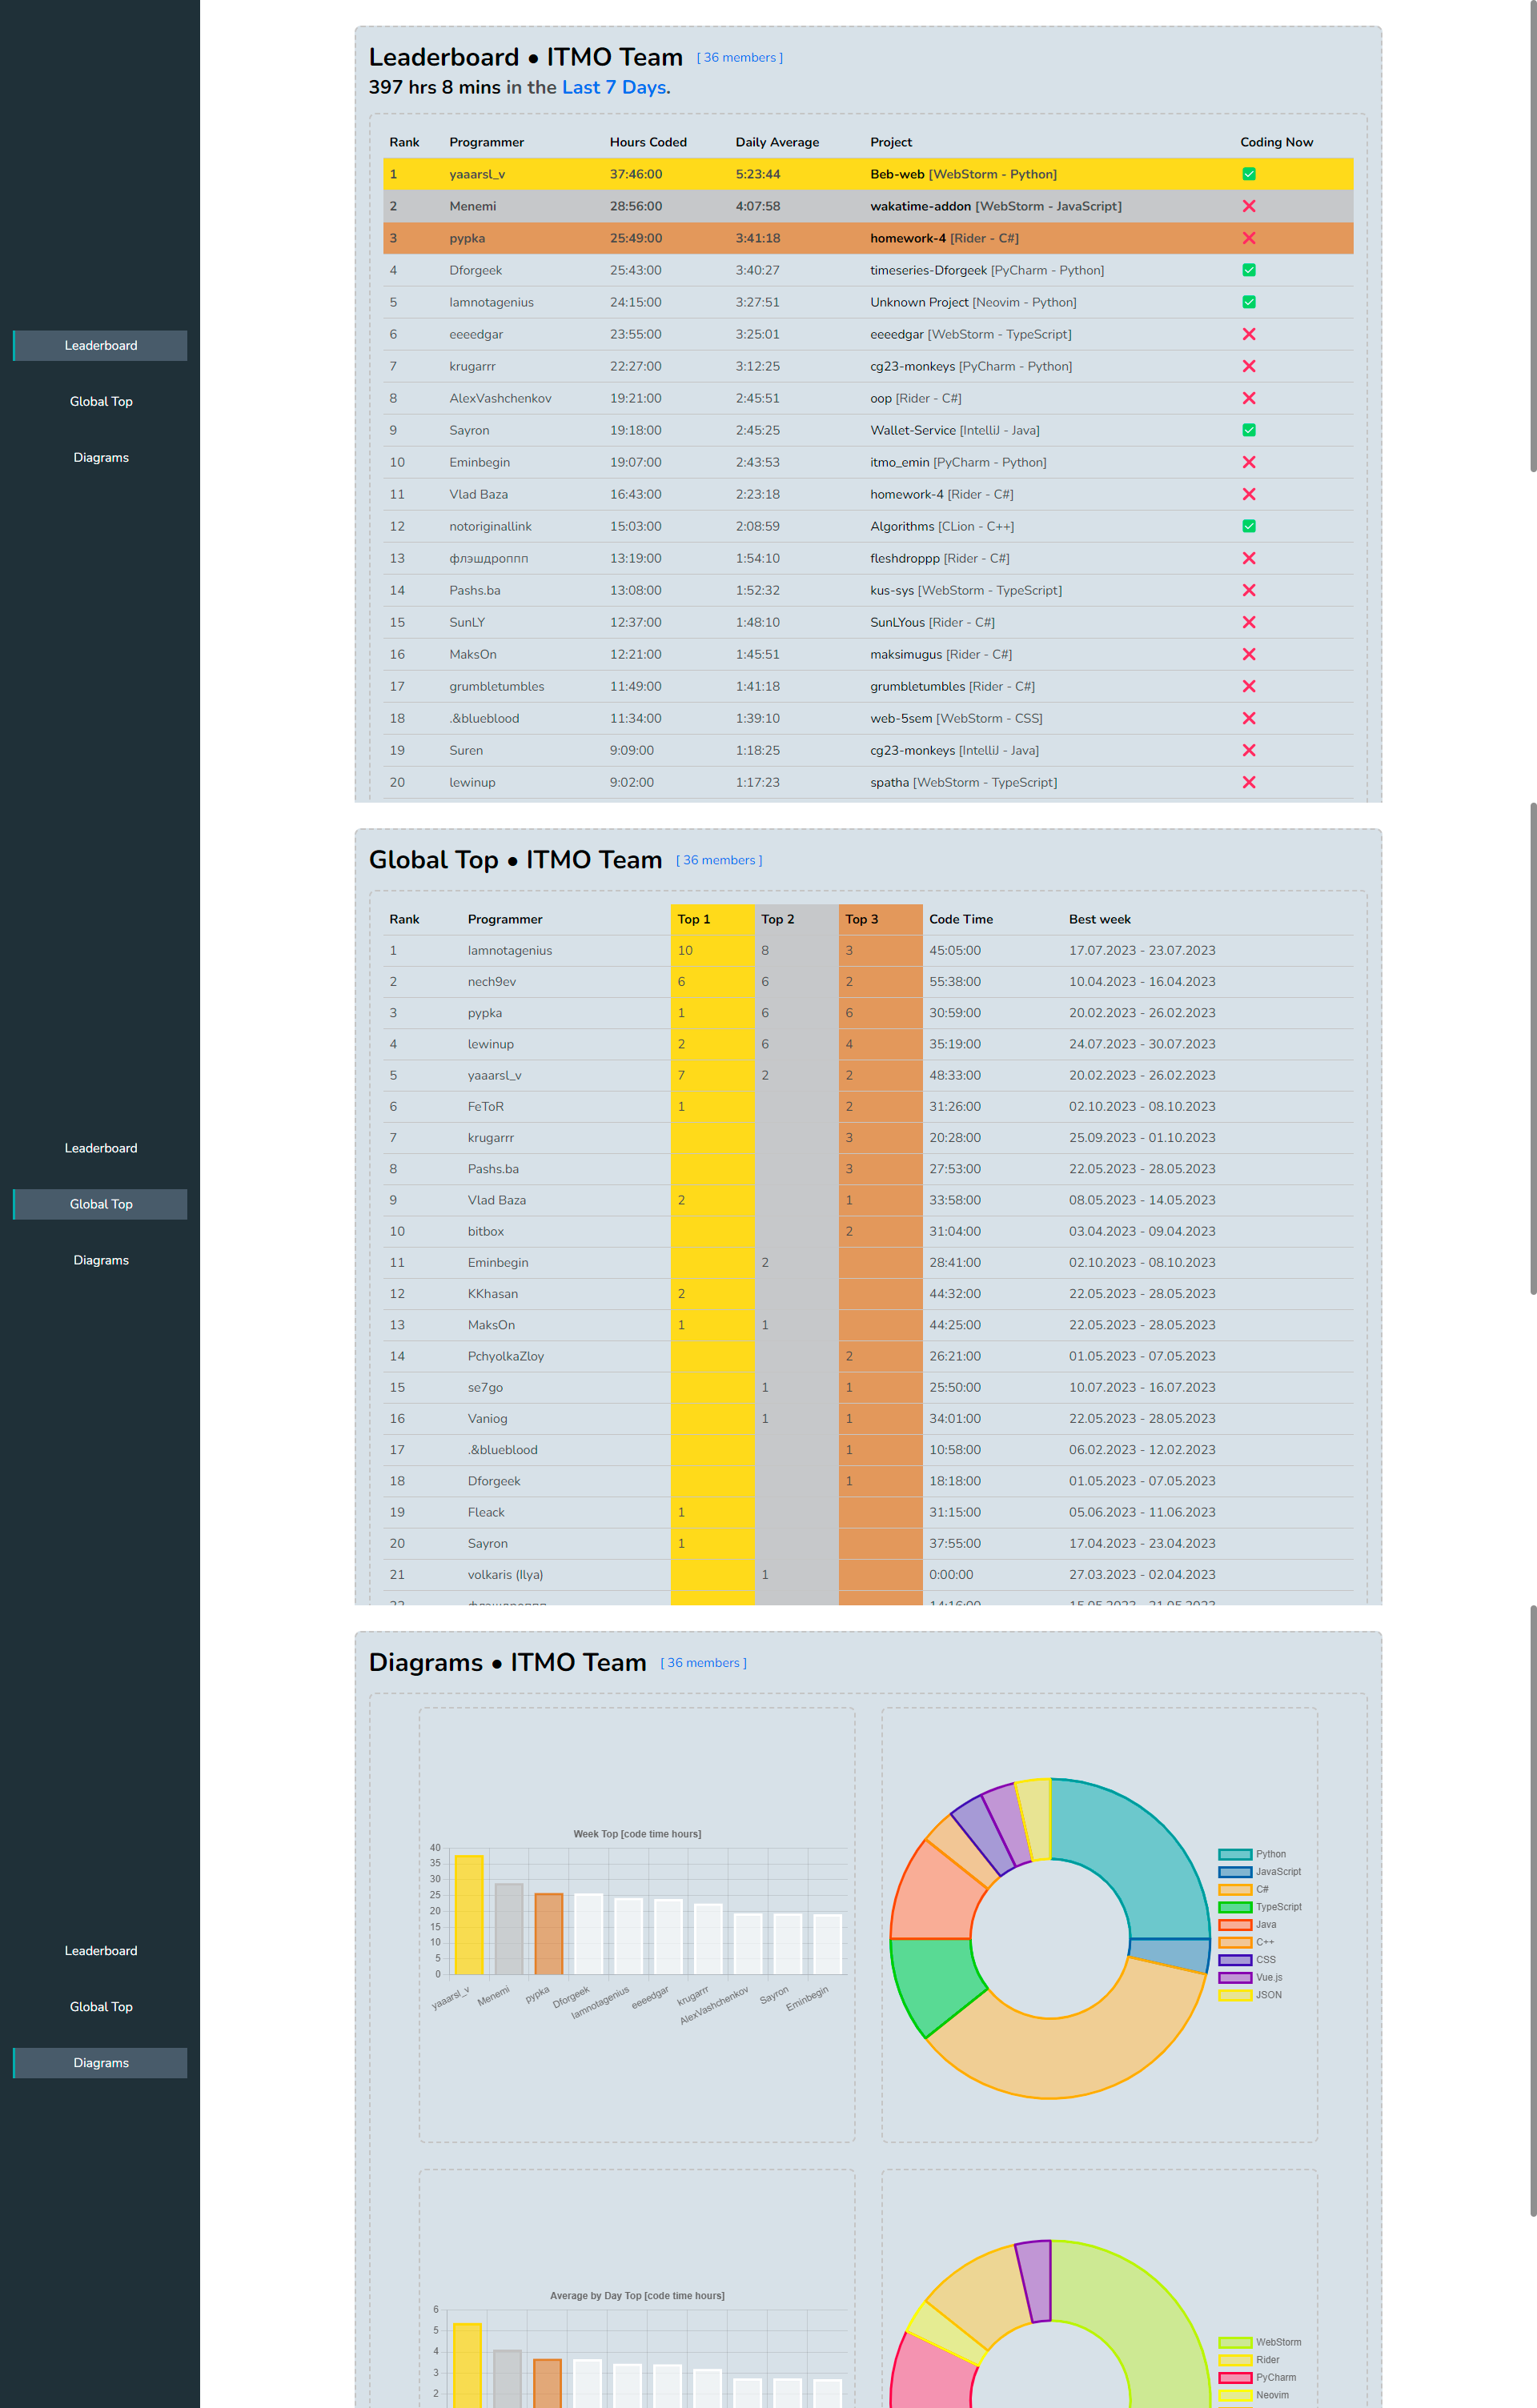 Leaderboard
Global Top
Diagrams
Leaderboard • ITMO Team [ 36 members ]
397 hrs 8 mins in the Last 7 Days.
Rank Programmer Hours Coded Daily Average Project Coding Now
1 yaaarsl_v 37:46:00 5:23:44 Beb-web [WebStorm - Python]
2 Menemi 28:56:00 4:07:58 wakatime-addon [WebStorm - JavaScript]
3 pypka 25:49:00 3:41:18 homework-4 [Rider - C#]
4 Dforgeek 25:43:00 3:40:27 timeseries-Dforgeek [PyCharm - Python]
5 Iamnotagenius 24:15:00 3:27:51 Unknown Project [Neovim - Python]
6 eeeedgar 23:55:00 3:25:01 eeeedgar [WebStorm - TypeScript]
7 krugarrr 22:27:00 3:12:25 cg23-monkeys [PyCharm - Python]
8 AlexVashchenkov 19:21:00 2:45:51 oop [Rider - C#]
9 Sayron 19:18:00 2:45:25 Wallet-Service [IntelliJ - Java]
10 Eminbegin 19:07:00 2:43:53 itmo_emin [PyCharm - Python]
11 Vlad Baza 16:43:00 2:23:18 homework-4 [Rider - C#]
12 notoriginallink 15:03:00 2:08:59 Algorithms [CLion - C++]
13 флэшдроппп 13:19:00 1:54:10 fleshdroppp [Rider - C#]
14 Pashs.ba 13:08:00 1:52:32 kus-sys [WebStorm - TypeScript]
15 SunLY 12:37:00 1:48:10 SunLYous [Rider - C#]
16 MaksOn 12:21:00 1:45:51 maksimugus [Rider - C#]
17 grumbletumbles 11:49:00 1:41:18 grumbletumbles [Rider - C#]
18 .&blueblood 11:34:00 1:39:10 web-5sem [WebStorm - CSS]
19 Suren 9:09:00 1:18:25 cg23-monkeys [IntelliJ - Java]
20 lewinup 9:02:00 1:17:23 spatha [WebStorm - TypeScript]
Leaderboard
Global Top
Diagrams
Global Top • ITMO Team [ 36 members ]
Rank Programmer Top 1 Top 2 Top 3 Code Time Best week
1 Iamnotagenius 10 8 3 45:05:00 17.07.2023 - 23.07.2023
2 nech9ev 6 6 2 55:38:00 10.04.2023 - 16.04.2023
3 pypka 1 6 6 30:59:00 20.02.2023 - 26.02.2023
4 lewinup 2 6 4 35:19:00 24.07.2023 - 30.07.2023
5 yaaarsl_v 7 2 2 48:33:00 20.02.2023 - 26.02.2023
6 FeToR 1 2 31:26:00 02.10.2023 - 08.10.2023
7 krugarrr 3 20:28:00 25.09.2023 - 01.10.2023
8 Pashs.ba 3 27:53:00 22.05.2023 - 28.05.2023
9 Vlad Baza 2 1 33:58:00 08.05.2023 - 14.05.2023
10 bitbox 2 31:04:00 03.04.2023 - 09.04.2023
11 Eminbegin 2 28:41:00 02.10.2023 - 08.10.2023
12 KKhasan 2 44:32:00 22.05.2023 - 28.05.2023
13 MaksOn 1 1 44:25:00 22.05.2023 - 28.05.2023
14 PchyolkaZloy 2 26:21:00 01.05.2023 - 07.05.2023
15 se7go 1 1 25:50:00 10.07.2023 - 16.07.2023
16 Vaniog 1 1 34:01:00 22.05.2023 - 28.05.2023
17 .&blueblood 1 10:58:00 06.02.2023 - 12.02.2023
18 Dforgeek 1 18:18:00 01.05.2023 - 07.05.2023
19 Fleack 1 31:15:00 05.06.2023 - 11.06.2023
20 Sayron 1 37:55:00 17.04.2023 - 23.04.2023
21 volkaris (Ilya) 1 0:00:00 27.03.2023 - 02.04.2023
Leaderboard
Global Top
Diagrams
Diagrams • ITMO Team [ 36 members ]
Week Top [code time hours]
40
35
30
25
20
15
10
5
0
yaaarsl_v Menemi pypka Dforgeek Iamnotagenius eeeedgar krugarrr AlexVashchenkov Sayron Eminbegin
Python
JavaScript
C#
TypeScript
Java
C++
CSS
Vue.js
JSON
Average by Day Top [code time hours]
6
5
4
3
2
WebStorm
Rider
PyCharm
Neovim